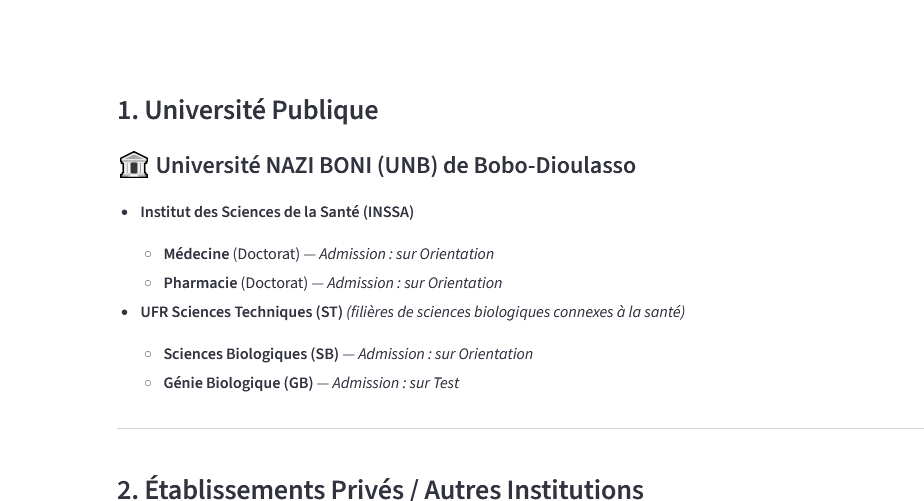 1. Université Publique
🏛️ Université NAZI BONI (UNB) de Bobo-Dioulasso
• Institut des Sciences de la Santé (INSSA)
○ Médecine (Doctorat) — Admission : sur Orientation
○ Pharmacie (Doctorat) — Admission : sur Orientation
• UFR Sciences Techniques (ST) (filières de sciences biologiques connexes à la santé)
○ Sciences Biologiques (SB) — Admission : sur Orientation
○ Génie Biologique (GB) — Admission : sur Test
2. Établissements Privés / Autres Institutions